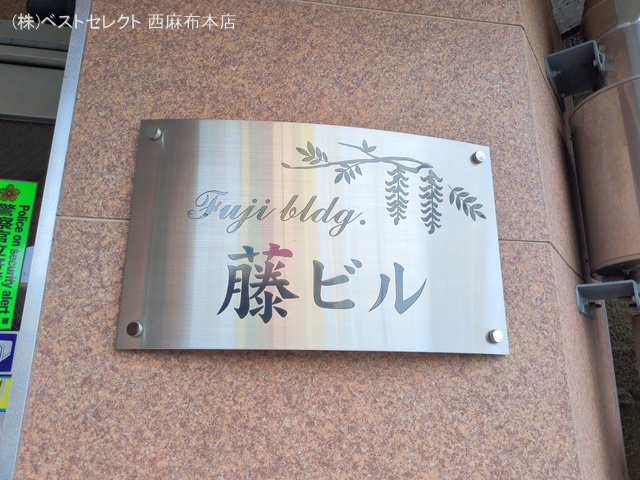 (株)ベストセレクト 西麻布本店
Fuji bldg.
藤ビル
Police on
security alert